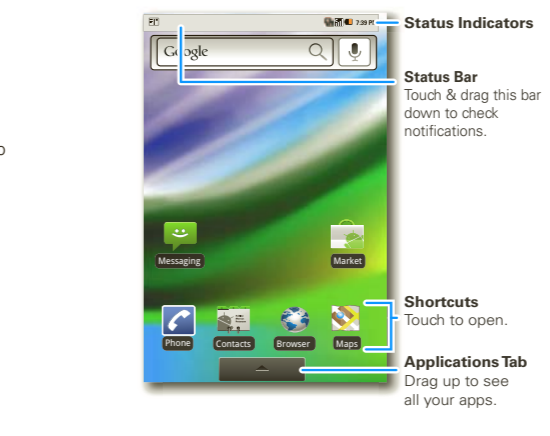 7:39 PM
Status Indicators
Google
Status Bar
Touch & drag this bar
down to check
notifications.
Messaging
Market
Shortcuts
Touch to open.
Phone
Contacts
Browser
Maps
Applications Tab
Drag up to see
all your apps.